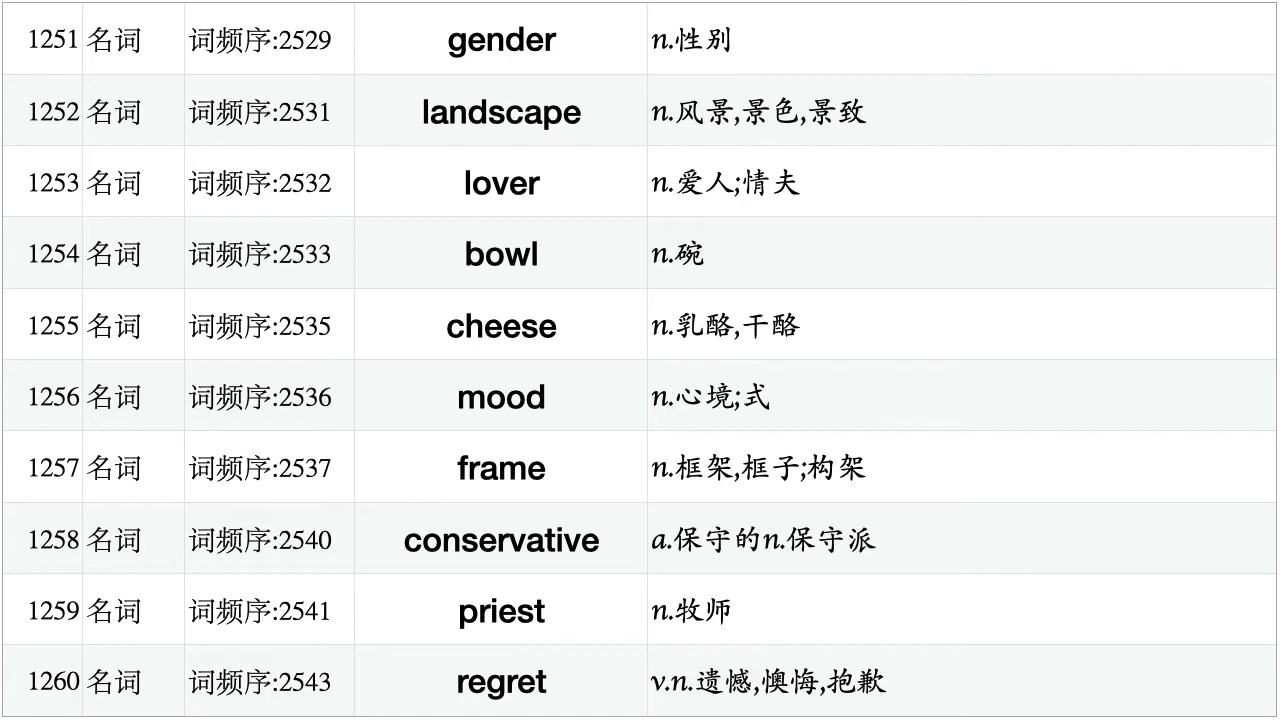 1251 名词 词频序:2529 gender n.性别
1252 名词 词频序:2531 landscape n.风景,景色,景致
1253 名词 词频序:2532 lover n.爱人;情夫
1254 名词 词频序:2533 bowl n.碗
1255 名词 词频序:2535 cheese n.乳酪,干酪
1256 名词 词频序:2536 mood n.心境;式
1257 名词 词频序:2537 frame n.框架,框子;构架
1258 名词 词频序:2540 conservative a.保守的n.保守派
1259 名词 词频序:2541 priest n.牧师
1260 名词 词频序:2543 regret v.n.遗憾,懊悔,抱歉